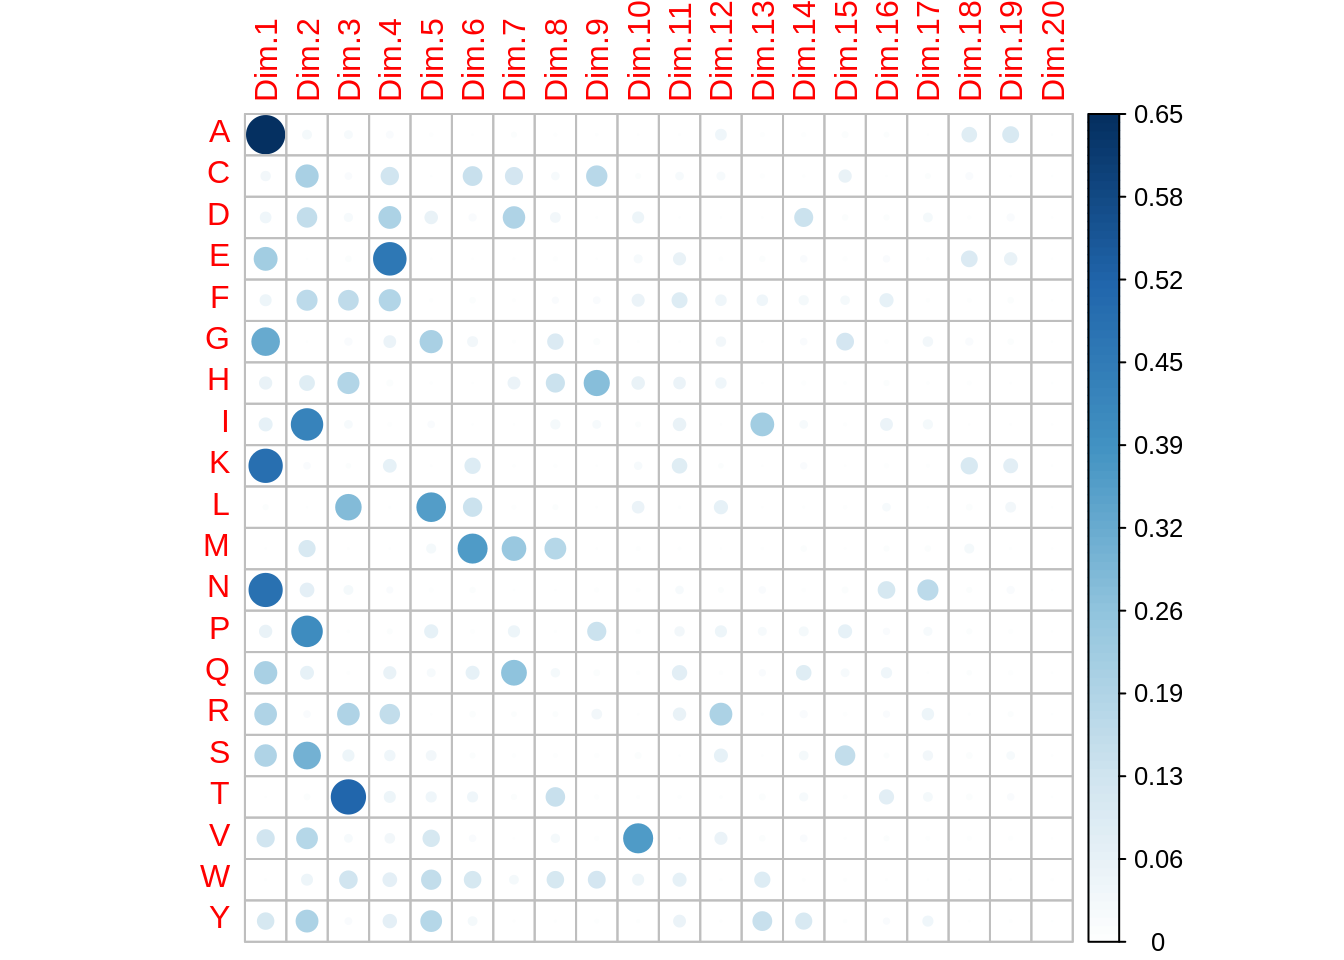 Dim.1 Dim.2 Dim.3 Dim.4 Dim.5 Dim.6 Dim.7 Dim.8 Dim.9 Dim.10 Dim.11 Dim.12 Dim.13 Dim.14 Dim.15 Dim.16 Dim.17 Dim.18 Dim.19 Dim.20
A
C
D
E
F
G
H
I
K
L
M
N
P
Q
R
S
T
V
W
Y
0.65
0.58
0.52
0.45
0.39
0.32
0.26
0.19
0.13
0.06
0